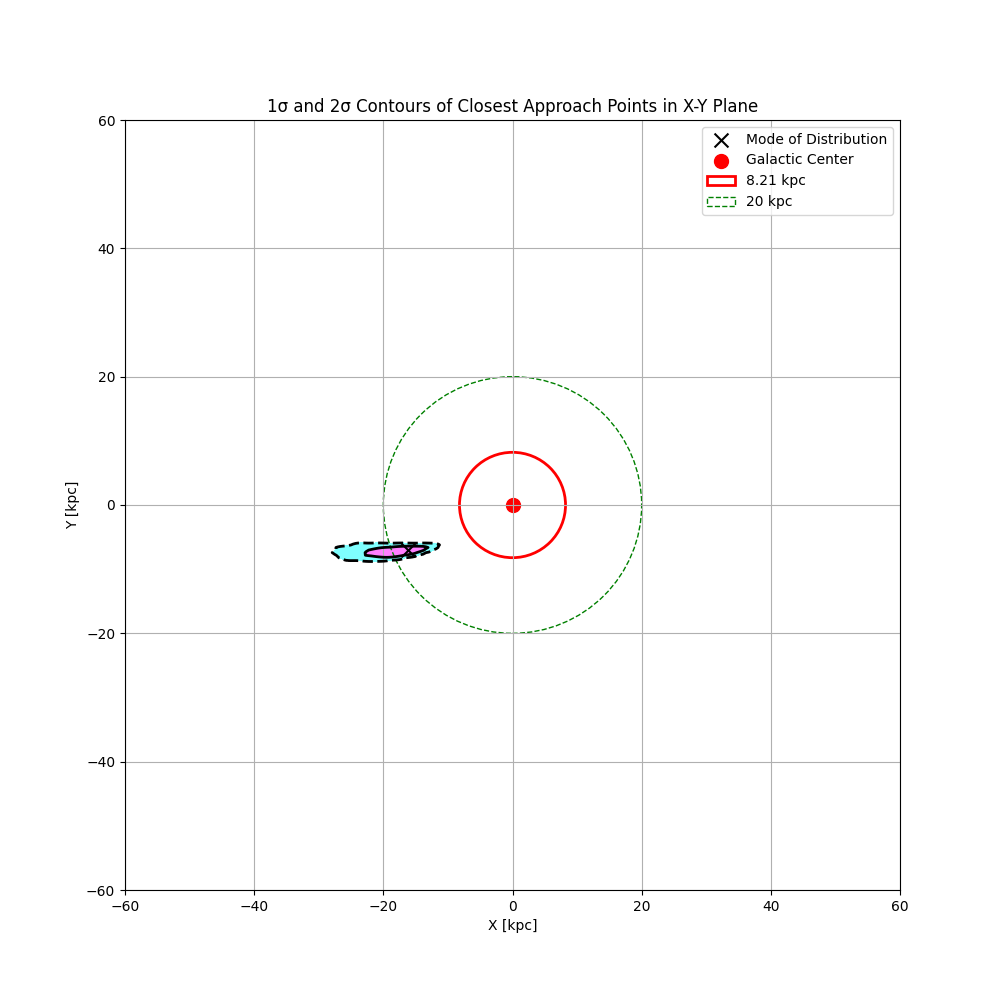 1σ and 2σ Contours of Closest Approach Points in X-Y Plane
Mode of Distribution
Galactic Center
8.21 kpc
20 kpc
60
40
20
0
−20
−40
−60
Y [kpc]
−60 −40 −20 0 20 40 60
X [kpc]